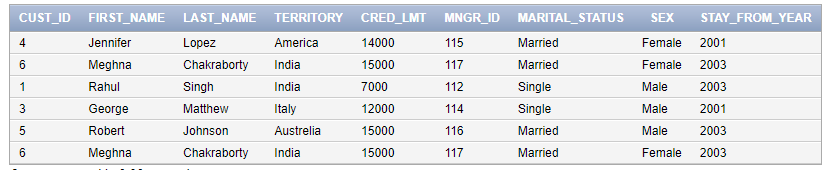 CUST_ID FIRST_NAME LAST_NAME TERRITORY CRED_LMT MNGR_ID MARITAL_STATUS SEX STAY_FROM_YEAR
4 Jennifer Lopez America 14000 115 Married Female 2001
6 Meghna Chakraborty India 15000 117 Married Female 2003
1 Rahul Singh India 7000 112 Single Male 2003
3 George Matthew Italy 12000 114 Single Male 2001
5 Robert Johnson Austrelia 15000 116 Married Male 2003
6 Meghna Chakraborty India 15000 117 Married Female 2003